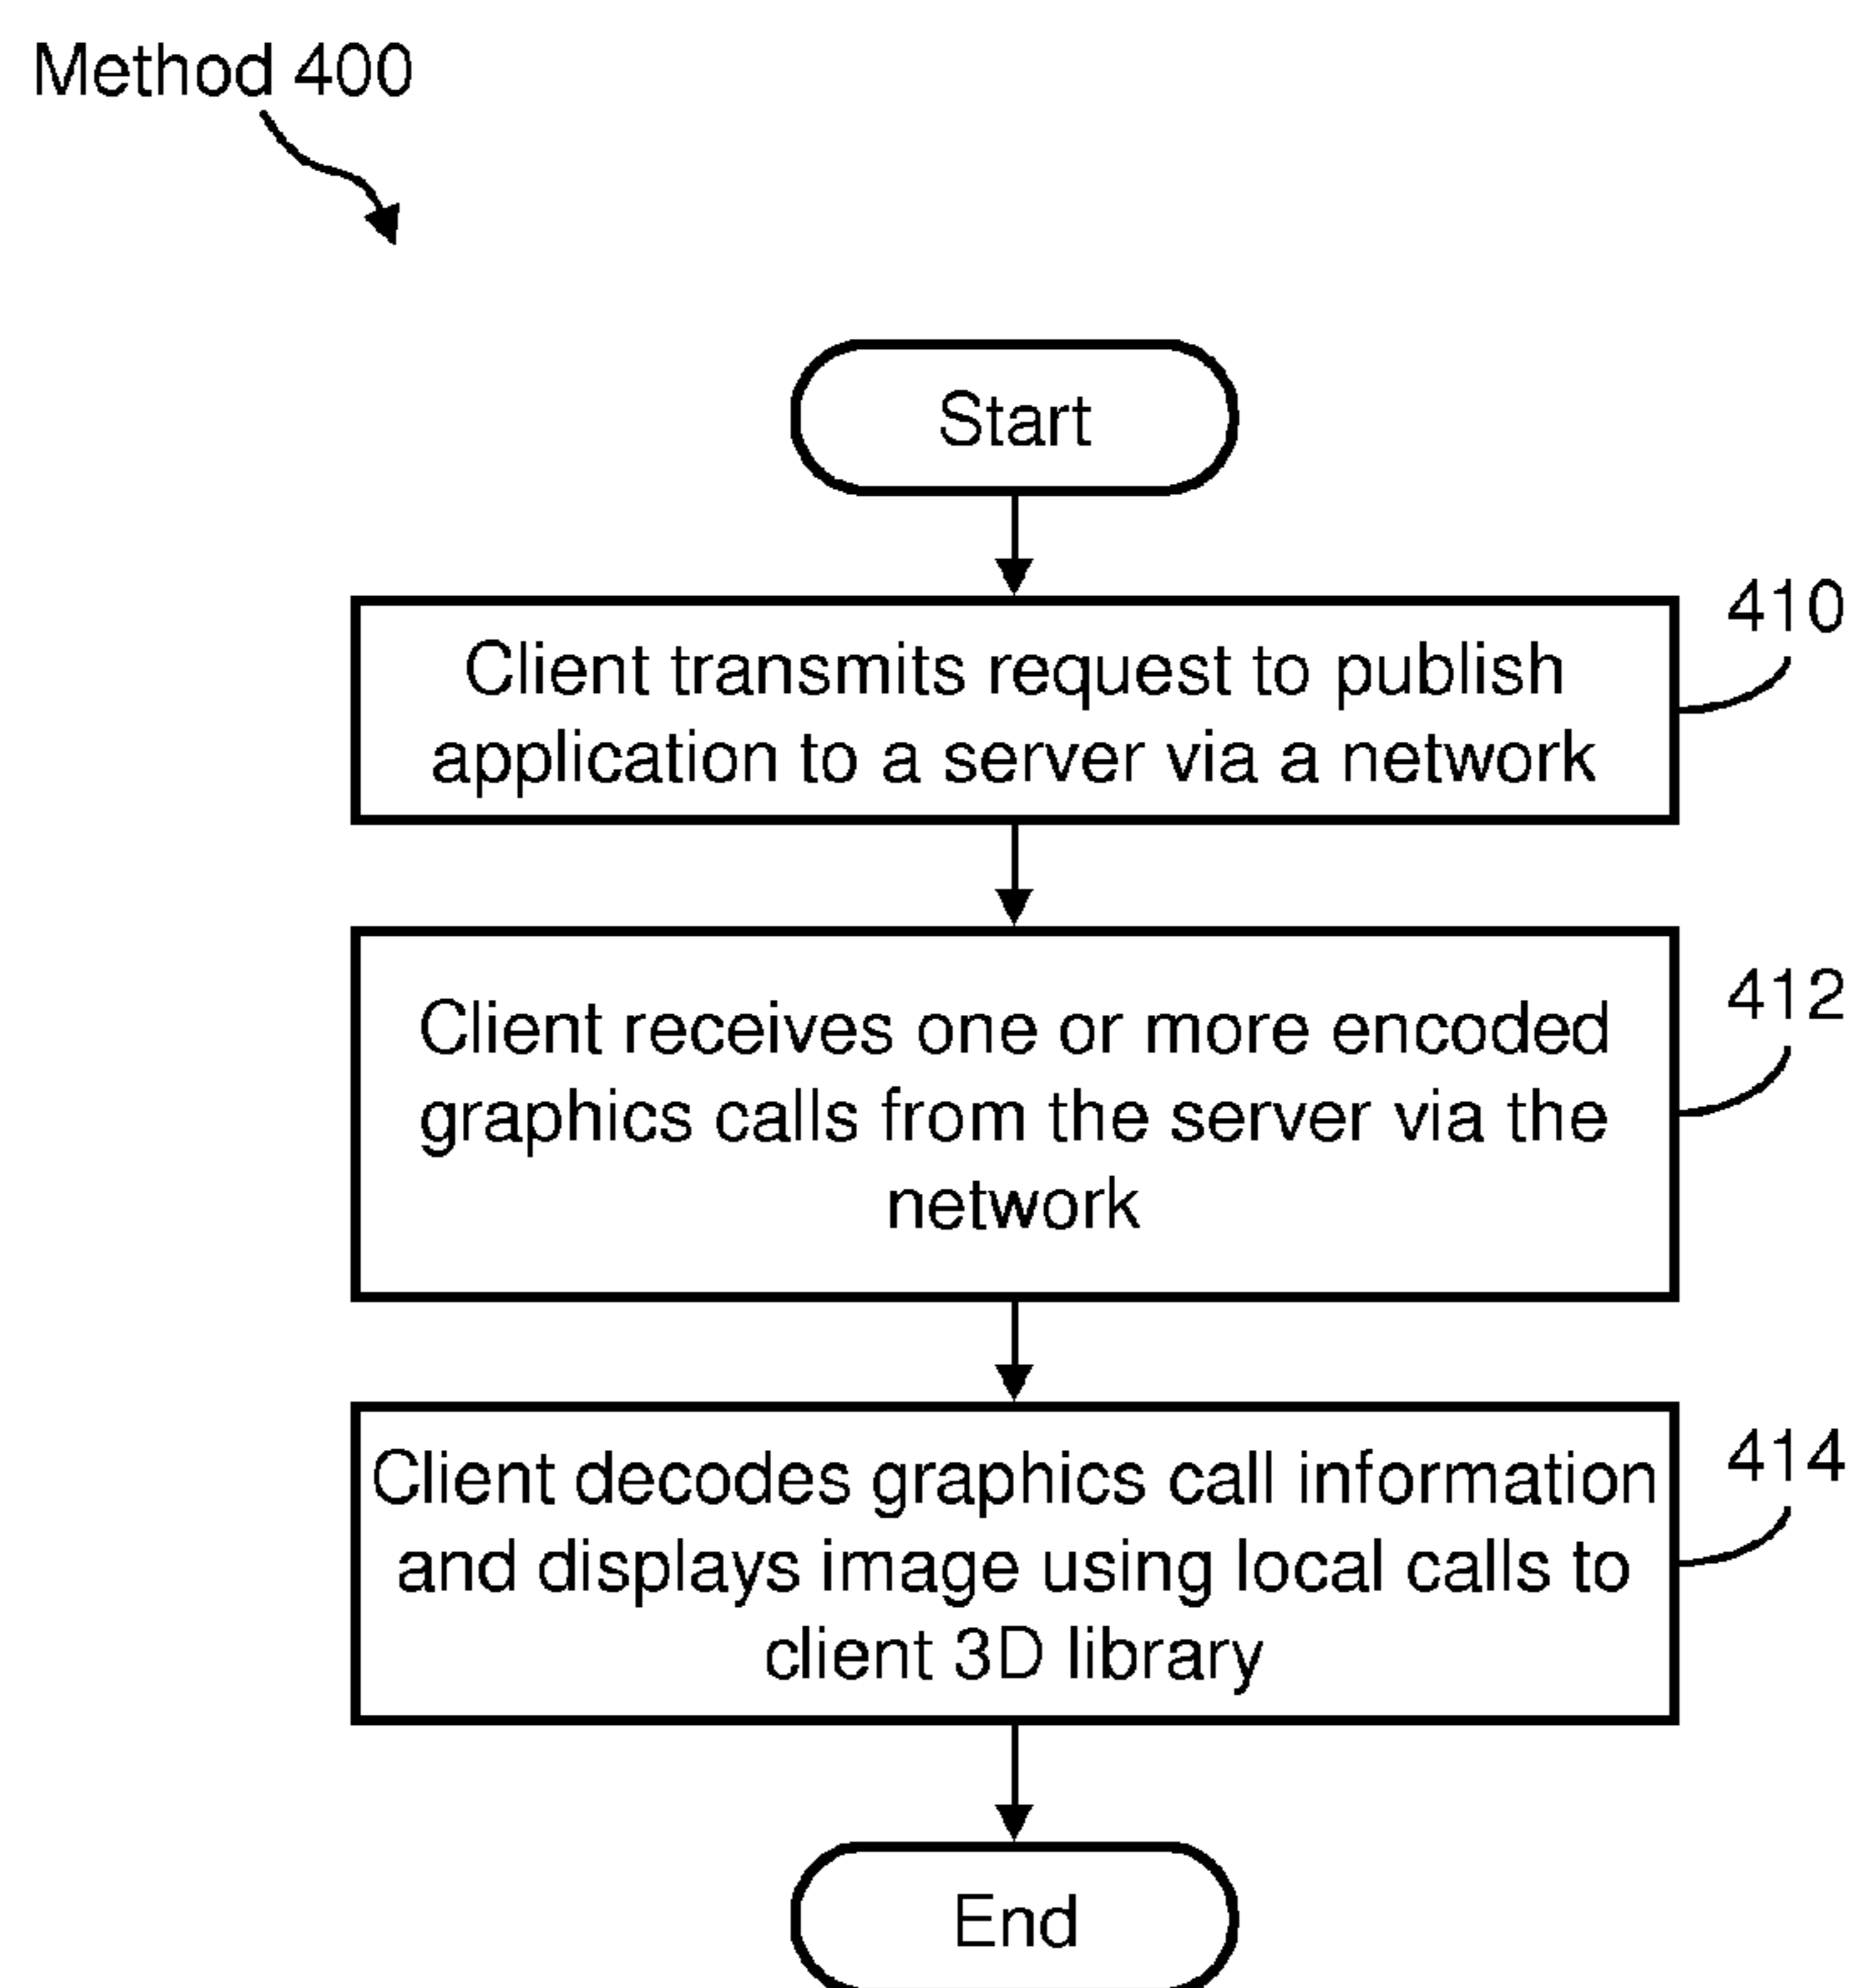 Method 400
Start
410
Client transmits request to publish
application to a server via a network
412
Client receives one or more encoded
graphics calls from the server via the
network
414
Client decodes graphics call information
and displays image using local calls to
client 3D library
End